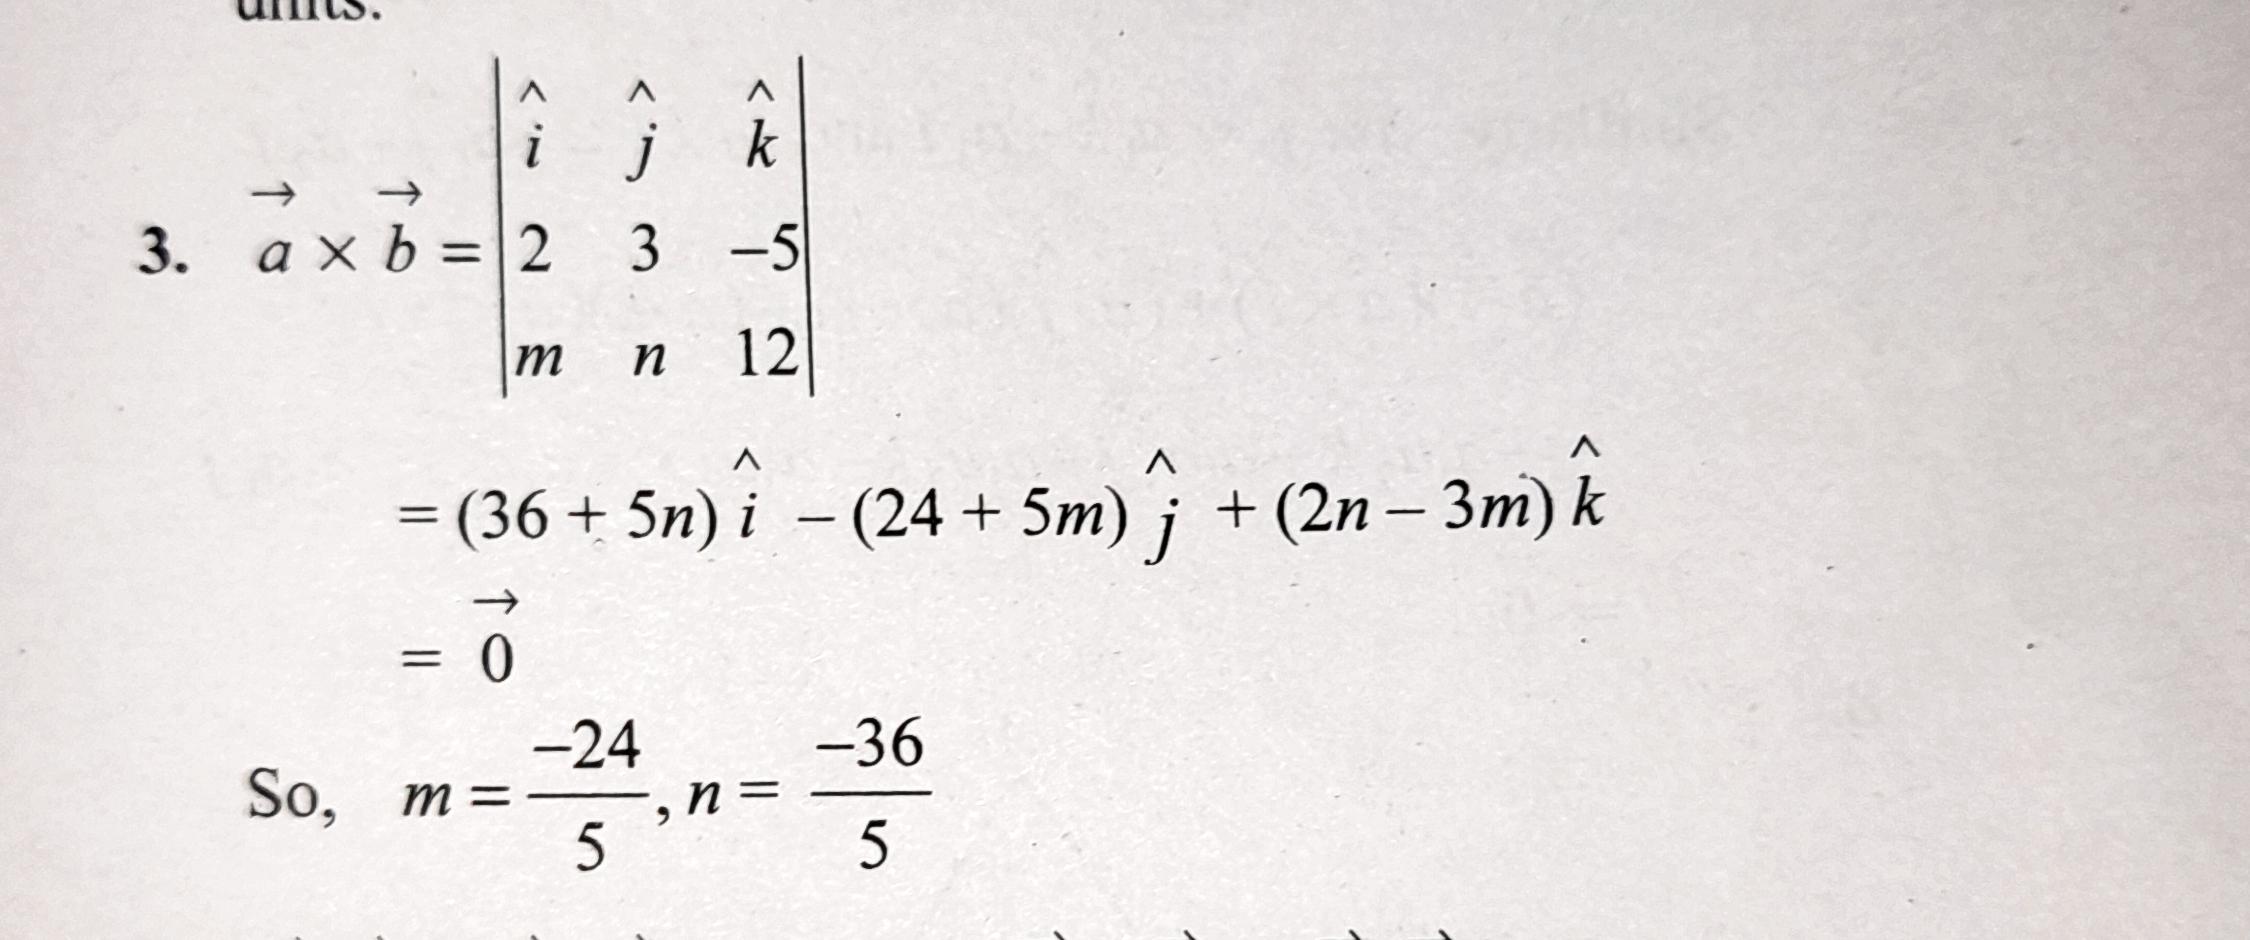 units.
3. \vec{a} × \vec{b} = \begin{vmatrix} \hat{i} & \hat{j} & \hat{k} \\ 2 & 3 & -5 \\ m & n & 12 \end{vmatrix}
= (36 + 5n) \hat{i} – (24 + 5m) \hat{j} + (2n – 3m) \hat{k}
= \vec{0}
So, m = \frac{-24}{5}, n = \frac{-36}{5}